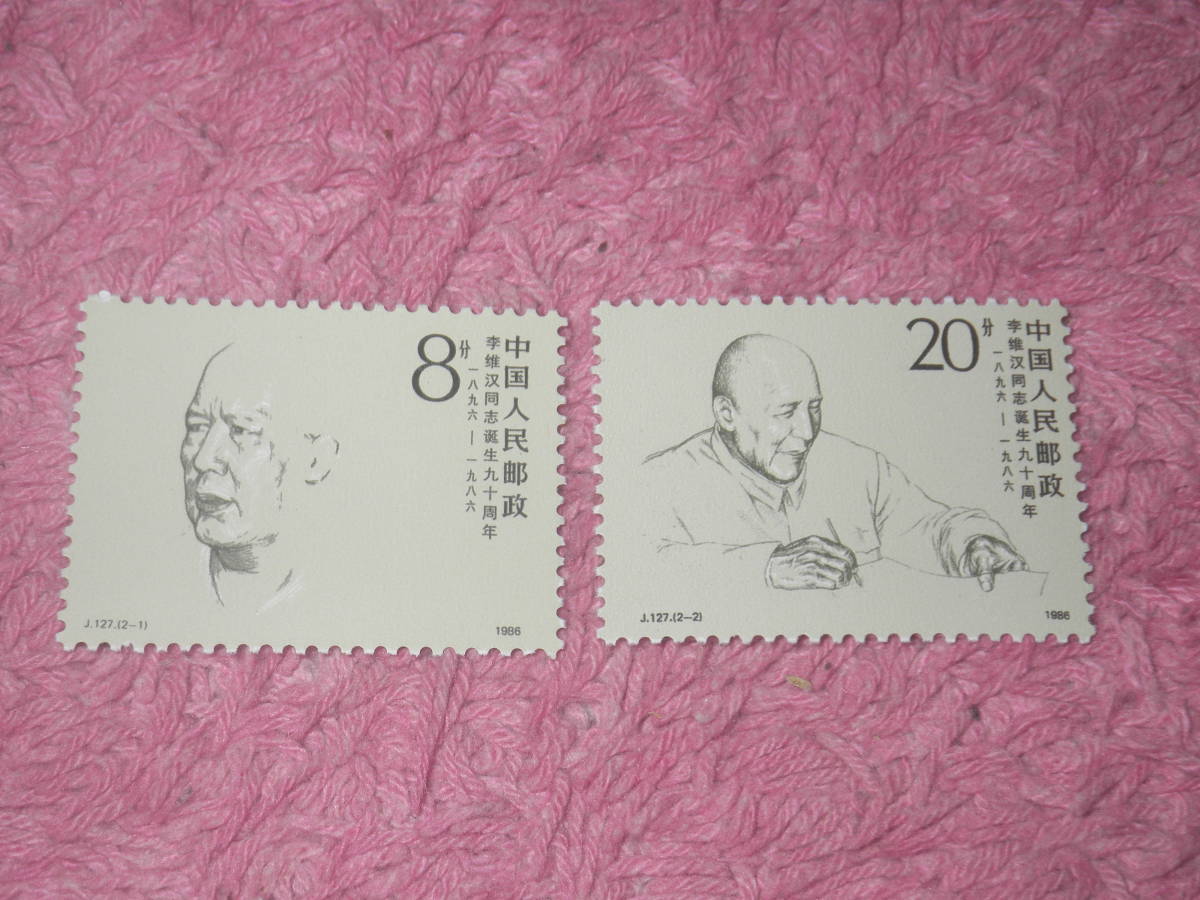 中国人民邮政
李维汉同志诞生九十周年
一八九六 — 一九八六
8分
J.127.(2—1)
1986
中国人民邮政
李维汉同志诞生九十周年
一八九六 — 一九八六
20分
J.127.(2—2)
1986